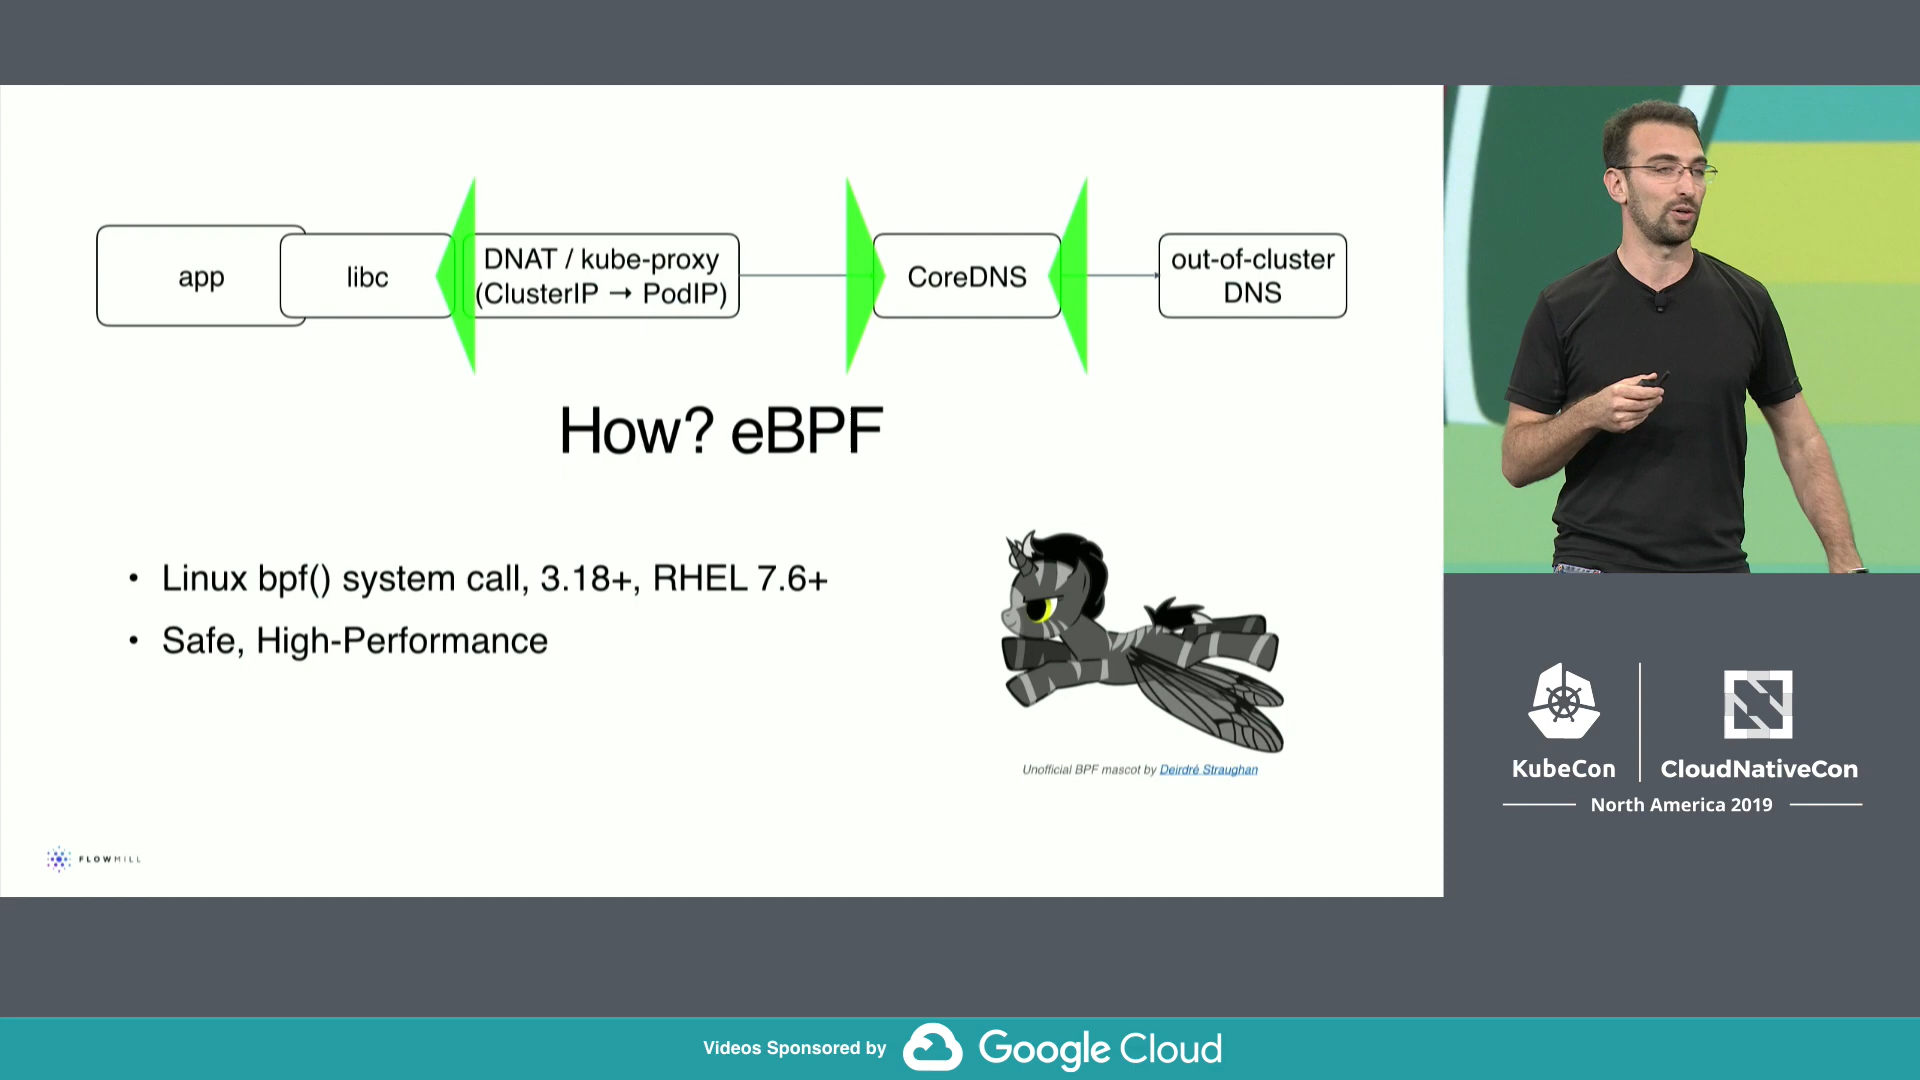 app
libc
DNAT / kube-proxy
(ClusterIP → PodIP)
CoreDNS
out-of-cluster
DNS
How? eBPF
• Linux bpf() system call, 3.18+, RHEL 7.6+
• Safe, High-Performance
Unofficial BPF mascot by Deirdré Straughan
FLOWMILL
KubeCon
CloudNativeCon
North America 2019
Videos Sponsored by
Google Cloud